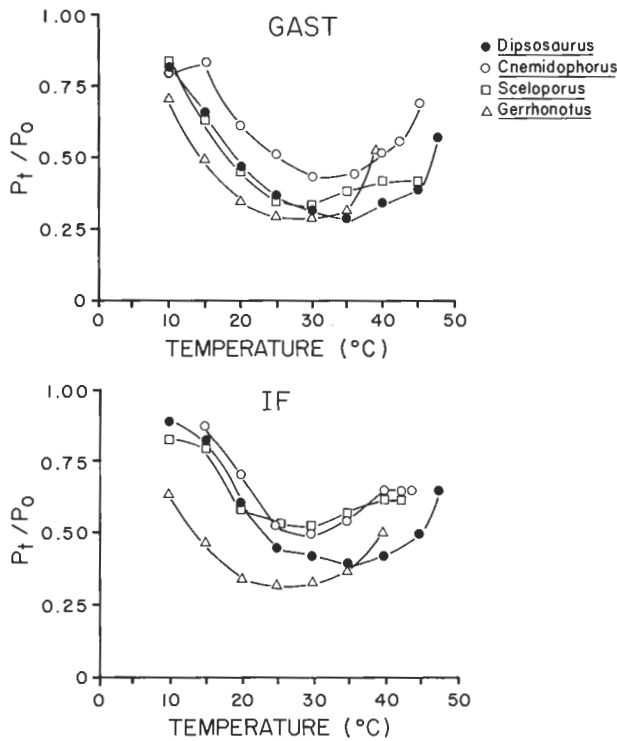 GAST
Dipsosaurus
Cnemidophorus
Sceloporus
Gerrhonotus
1.00
0.75
0.50
0.25
0
Pt/Po
0 10 20 30 40 50
TEMPERATURE (°C)
IF
1.00
0.75
0.50
0.25
0
Pt/Po
0 10 20 30 40 50
TEMPERATURE (°C)